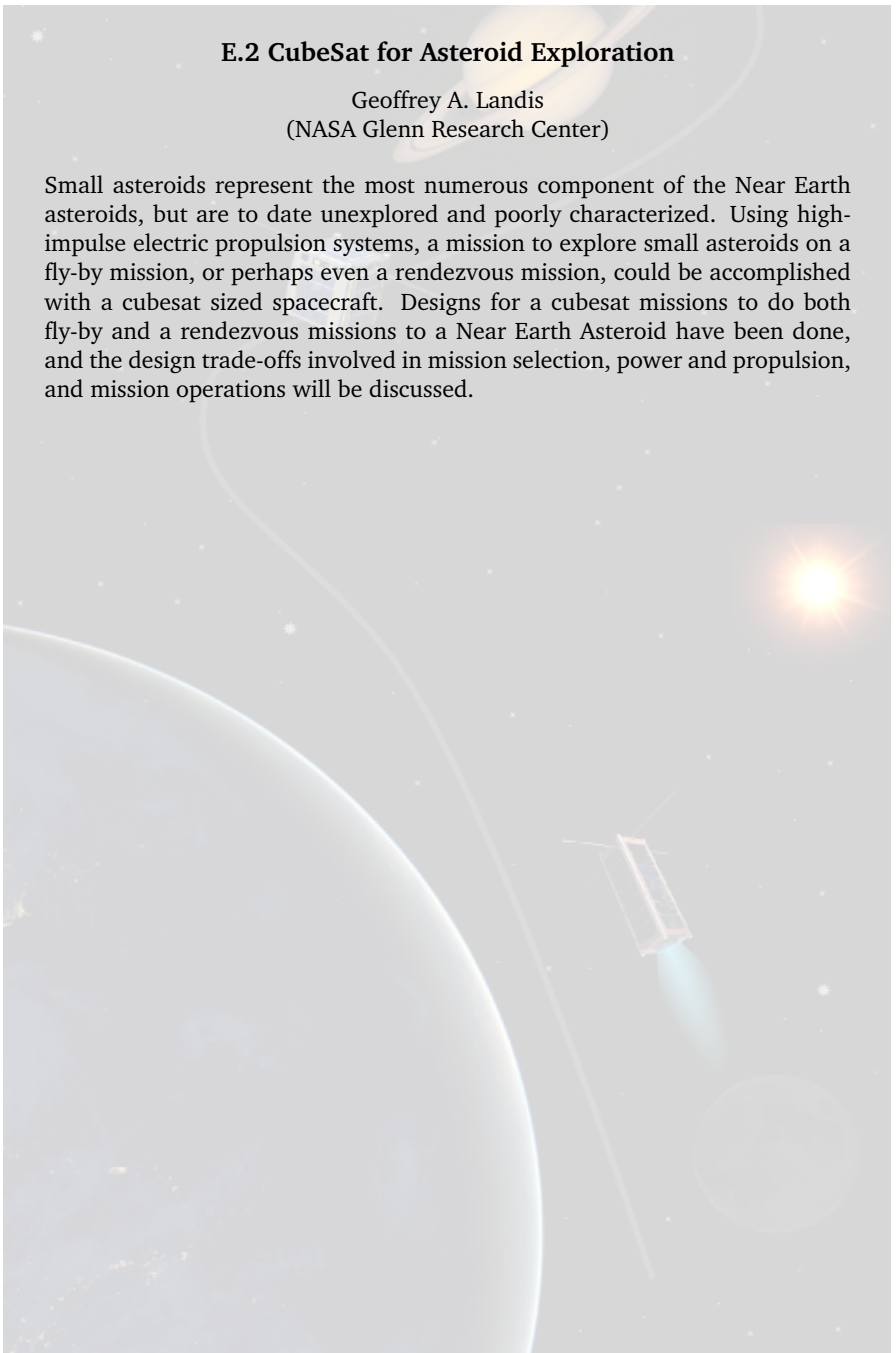 E.2 CubeSat for Asteroid Exploration
Geoffrey A. Landis
(NASA Glenn Research Center)
Small asteroids represent the most numerous component of the Near Earth
asteroids, but are to date unexplored and poorly characterized. Using high-
impulse electric propulsion systems, a mission to explore small asteroids on a
fly-by mission, or perhaps even a rendezvous mission, could be accomplished
with a cubesat sized spacecraft. Designs for a cubesat missions to do both
fly-by and a rendezvous missions to a Near Earth Asteroid have been done,
and the design trade-offs involved in mission selection, power and propulsion,
and mission operations will be discussed.